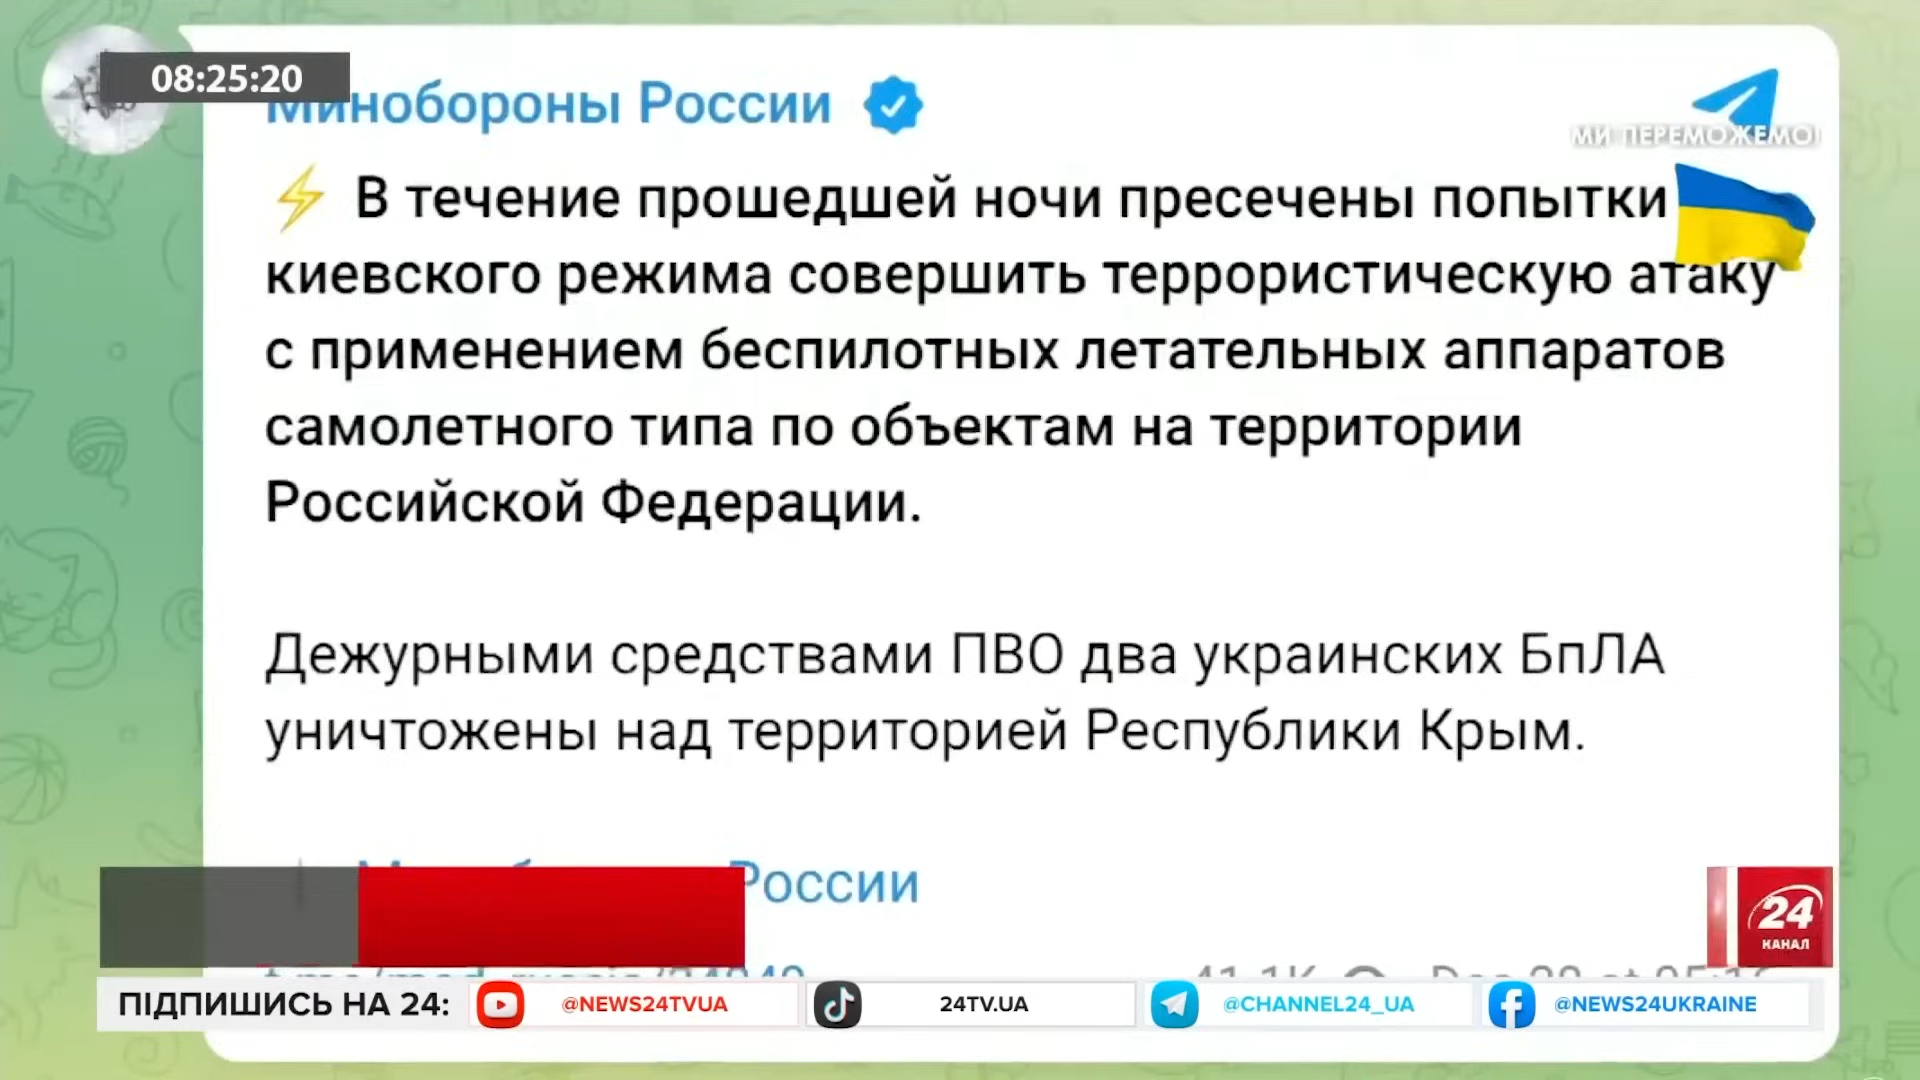 08:25:20
Минобороны России
МИ ПЕРЕМОЖЕМО!
⚡ В течение прошедшей ночи пресечены попытки
киевского режима совершить террористическую атаку
с применением беспилотных летательных аппаратов
самолетного типа по объектам на территории
Российской Федерации.
Дежурными средствами ПВО два украинских БпЛА
уничтожены над территорией Республики Крым.
России
24
КАНАЛ
ПІДПИШИСЬ НА 24:
@NEWS24TVUA
24TV.UA
@CHANNEL24_UA
@NEWS24UKRAINE